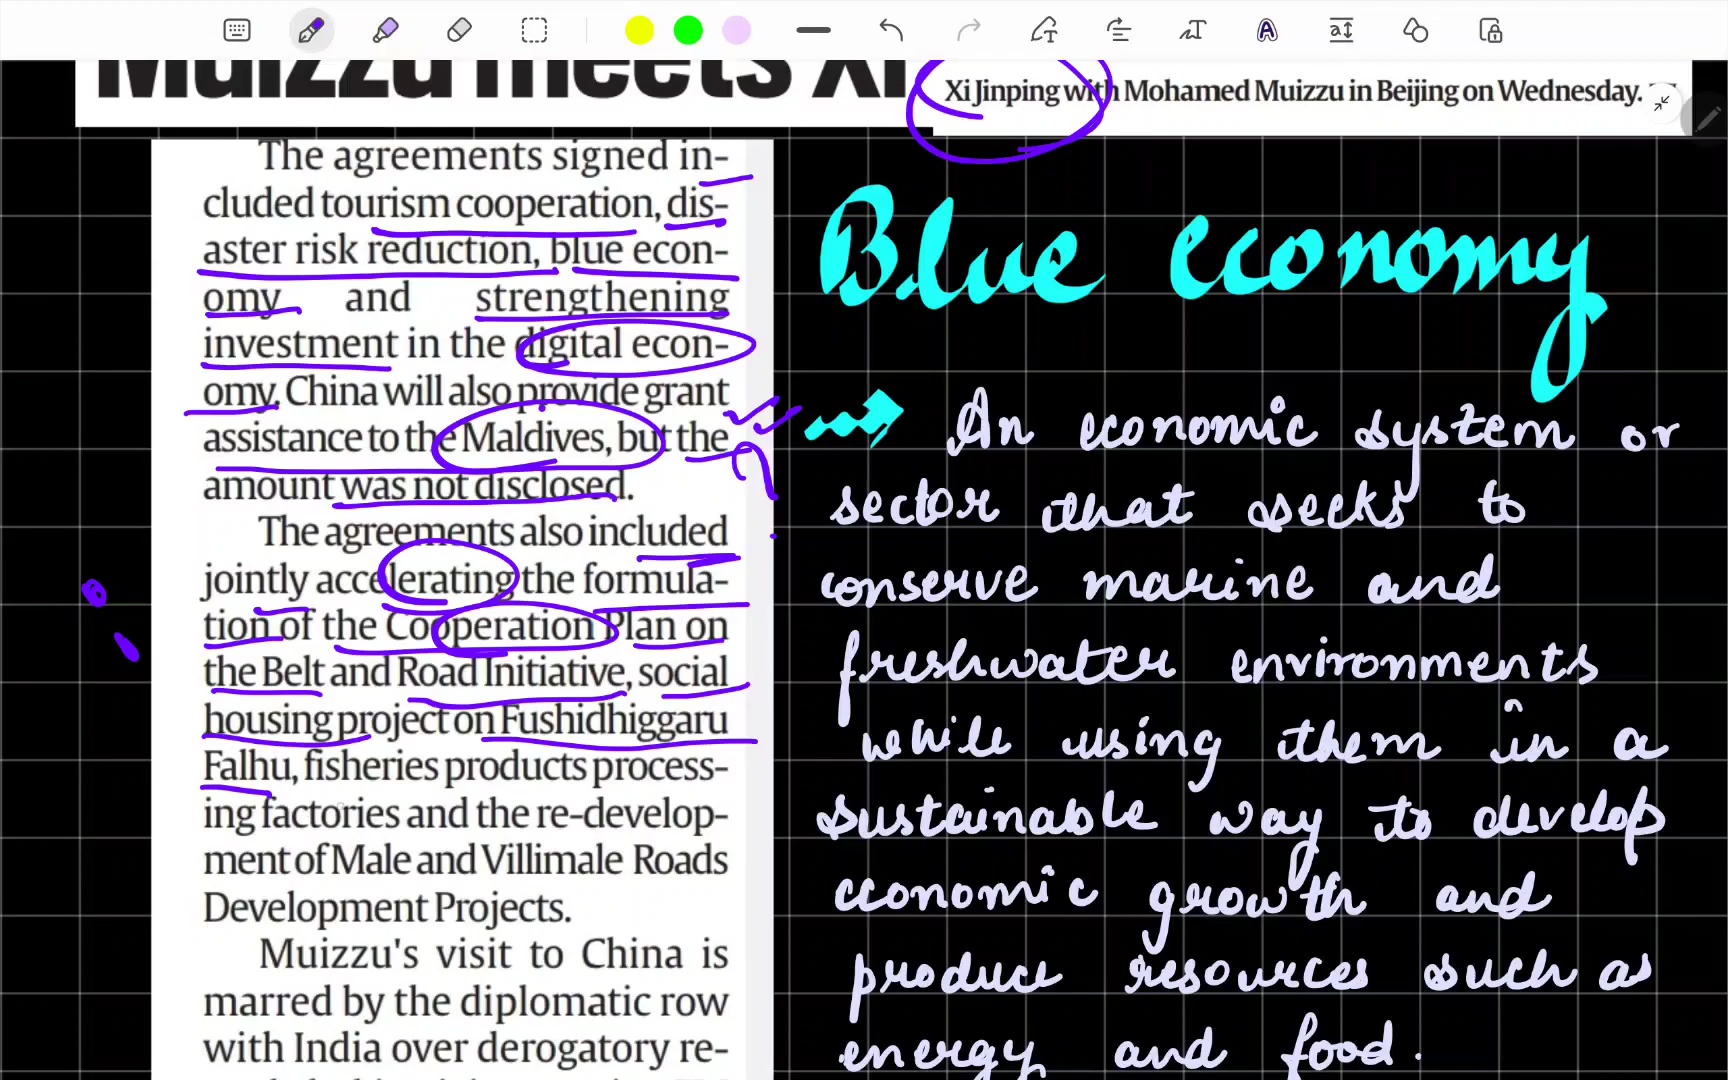 Muizzu meets Xi
Xi Jinping with Mohamed Muizzu in Beijing on Wednesday.
The agreements signed in-
cluded tourism cooperation, dis-
aster risk reduction, blue econ-
omy and strengthening
investment in the digital econ-
omy. China will also provide grant
assistance to the Maldives, but the
amount was not disclosed.
The agreements also included
jointly accelerating the formula-
tion of the Cooperation Plan on
the Belt and Road Initiative, social
housing project on Fushidhiggaru
Falhu, fisheries products process-
ing factories and the re-develop-
ment of Male and Villimale Roads
Development Projects.
Muizzu's visit to China is
marred by the diplomatic row
with India over derogatory re-
Blue economy
An economic system or
sector that seeks to
conserve marine and
freshwater environments
while using them in a
sustainable way to develop
economic growth and
produce resources such as
energy and food.